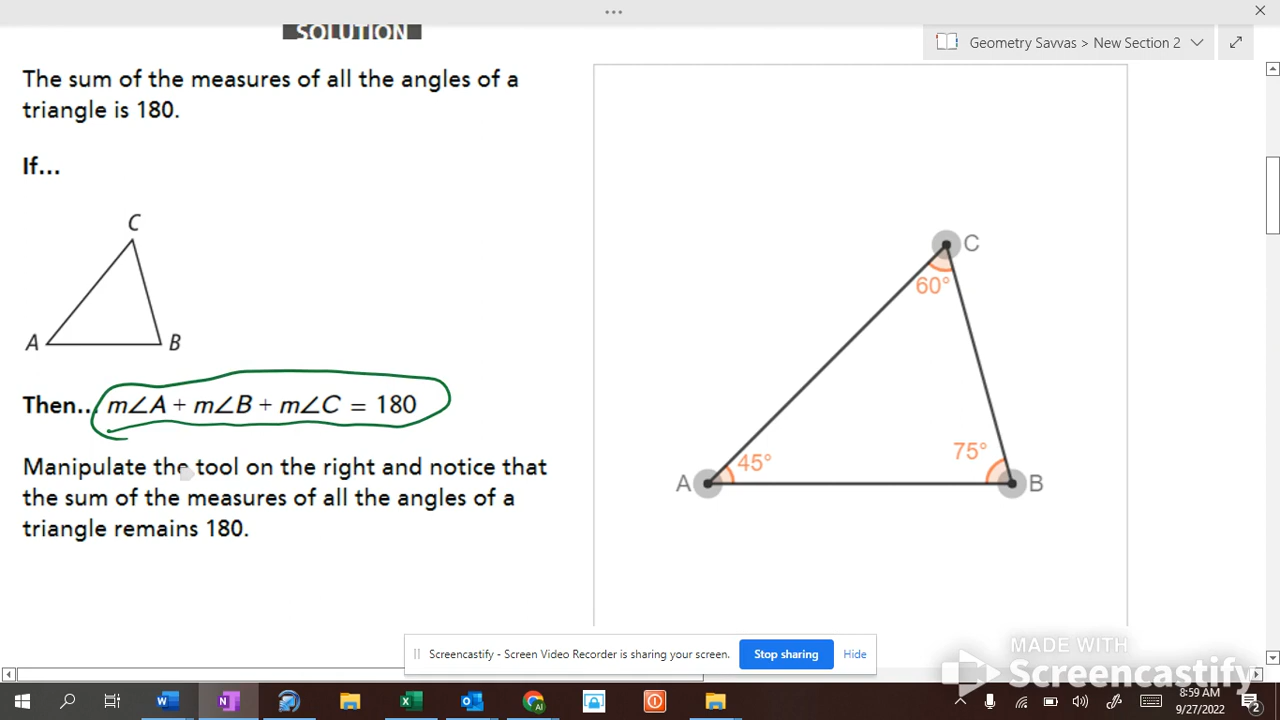 SOLUTION
Geometry Savvas > New Section 2
The sum of the measures of all the angles of a
triangle is 180.
If...
C
A
B
Then... m∠A + m∠B + m∠C = 180
Manipulate the tool on the right and notice that
the sum of the measures of all the angles of a
triangle remains 180.
C
60°
75°
45°
A
B
Screencastify - Screen Video Recorder is sharing your screen.
Stop sharing
Hide
MADE WITH
Screencastify
8:59 AM
9/27/2022
2